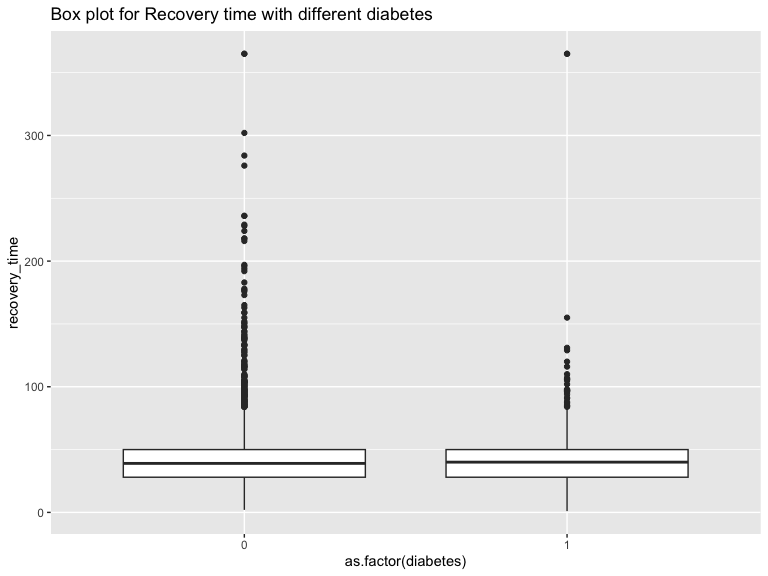 Box plot for Recovery time with different diabetes
300
200
100
0
recovery_time
0 1
as.factor(diabetes)